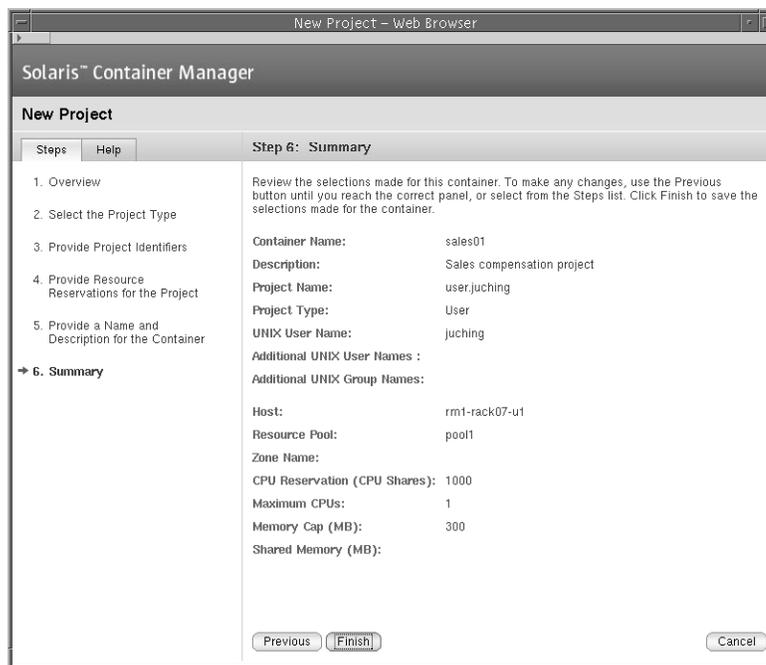 New Project – Web Browser
Solaris™ Container Manager
New Project
Steps
Help
1. Overview
2. Select the Project Type
3. Provide Project Identifiers
4. Provide Resource
Reservations for the Project
5. Provide a Name and
Description for the Container
6. Summary
Step 6: Summary
Review the selections made for this container. To make any changes, use the Previous
button until you reach the correct panel, or select from the Steps list. Click Finish to save the
selections made for the container.
Container Name: sales01
Description: Sales compensation project
Project Name: user.juching
Project Type: User
UNIX User Name: juching
Additional UNIX User Names :
Additional UNIX Group Names:
Host: rm1-rack07-u1
Resource Pool: pool1
Zone Name:
CPU Reservation (CPU Shares): 1000
Maximum CPUs: 1
Memory Cap (MB): 300
Shared Memory (MB):
Previous
Finish
Cancel